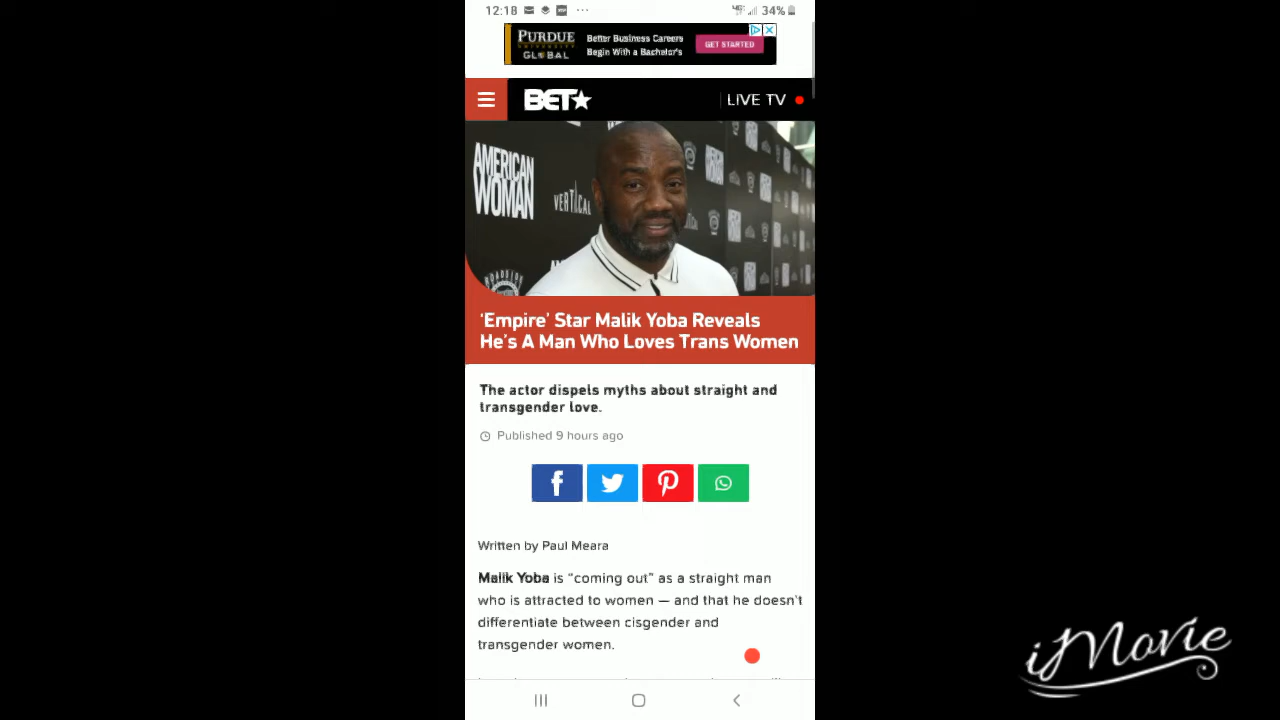 12:18
34%
PURDUE
UNIVERSITY
GLOBAL
Better Business Careers
Begin With a Bachelor's
GET STARTED
BET
LIVE TV
AMERICAN
WOMAN
VERTICAL
'Empire' Star Malik Yoba Reveals
He's A Man Who Loves Trans Women
The actor dispels myths about straight and
transgender love.
Published 9 hours ago
Written by Paul Meara
Malik Yoba is "coming out" as a straight man
who is attracted to women — and that he doesn't
differentiate between cisgender and
transgender women.
iMovie